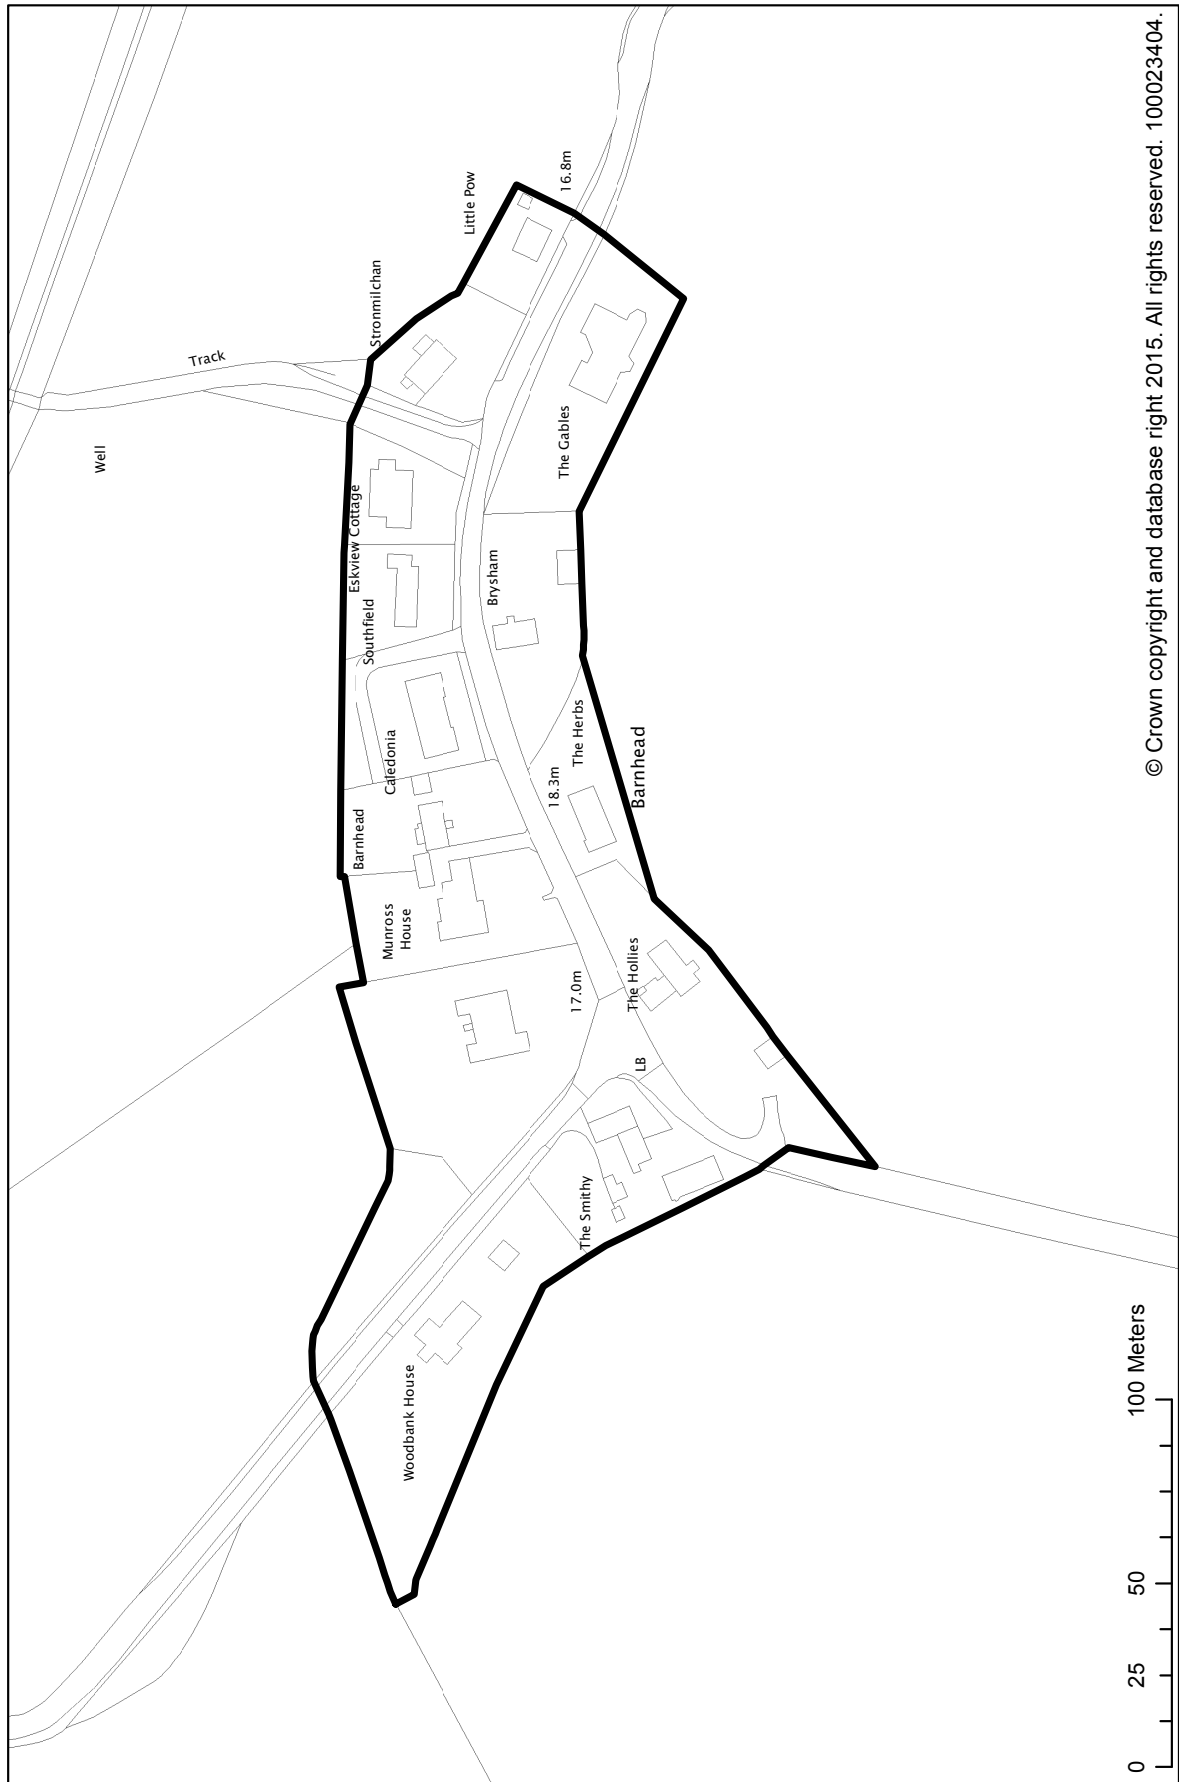 Woodbank House
The Smithy
LB
The Hollies
17.0m
Munross
House
Barnhead
Caledonia
18.3m
The Herbs
Barnhead
Southfield
Eskview Cottage
Brysham
The Gables
Well
Track
Stronmilchan
Little Pow
16.8m
0 25 50 100 Meters
© Crown copyright and database right 2015. All rights reserved. 100023404.